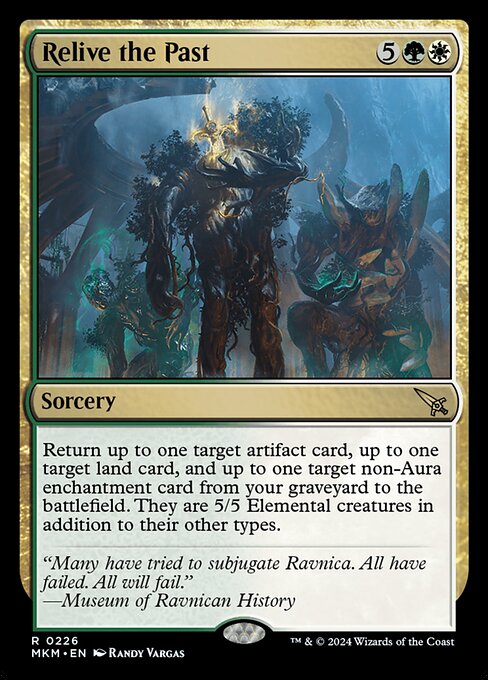 Relive the Past 5
Sorcery
Return up to one target artifact card, up to one
target land card, and up to one target non-Aura
enchantment card from your graveyard to the
battlefield. They are 5/5 Elemental creatures in
addition to their other types.
“Many have tried to subjugate Ravnica. All have
failed. All will fail.”
—Museum of Ravnican History
R 0226
MKM • EN RANDY VARGAS
™ & © 2024 Wizards of the Coast